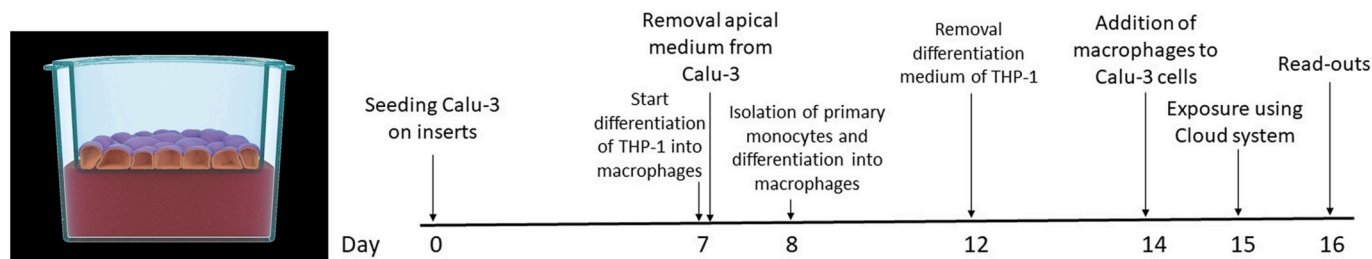 Seeding Calu-3
on inserts
Removal apical
medium from
Calu-3
Start
differentiation
of THP-1 into
macrophages
Isolation of primary
monocytes and
differentiation into
macrophages
Removal
differentiation
medium of THP-1
Addition of
macrophages to
Calu-3 cells
Exposure using
Cloud system
Read-outs
Day 0 7 8 12 14 15 16